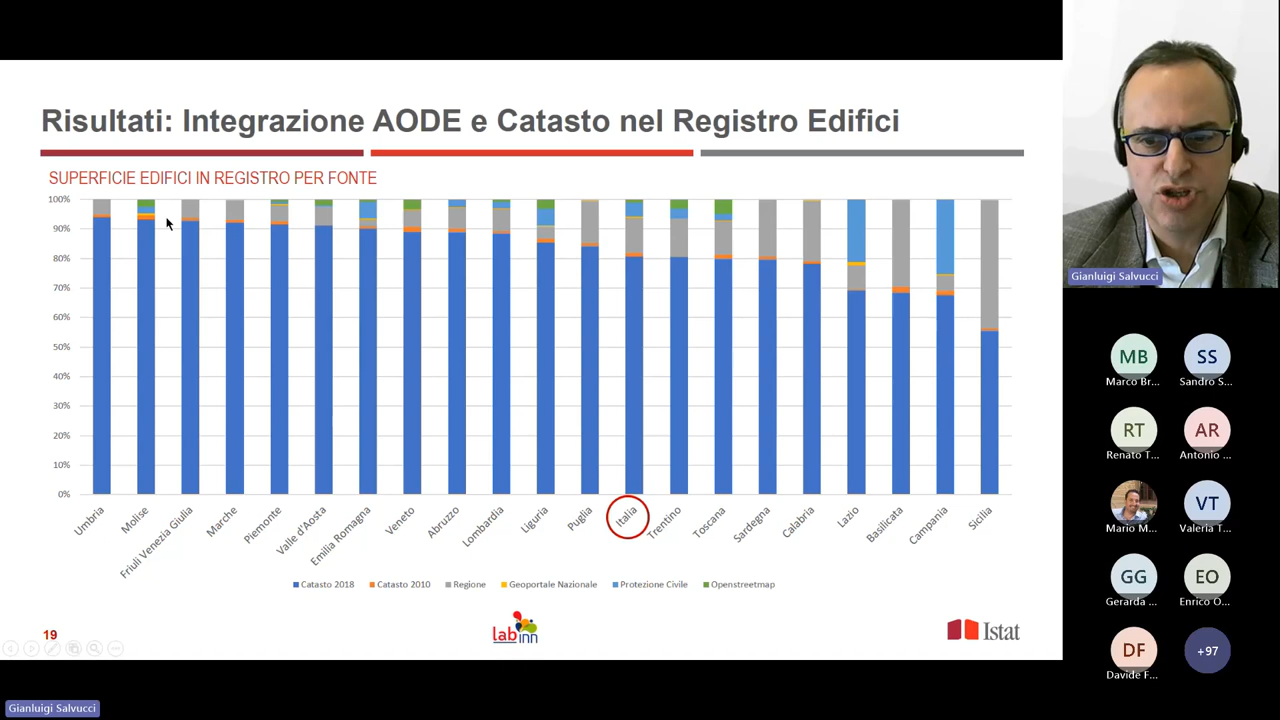 Risultati: Integrazione AODE e Catasto nel Registro Edifici
SUPERFICIE EDIFICI IN REGISTRO PER FONTE
100%
90%
80%
70%
60%
50%
40%
30%
20%
10%
0%
Umbria
Molise
Friuli Venezia Giulia
Marche
Piemonte
Valle d'Aosta
Emilia Romagna
Veneto
Abruzzo
Lombardia
Liguria
Puglia
Italia
Trentino
Toscana
Sardegna
Calabria
Lazio
Basilicata
Campania
Sicilia
Catasto 2018
Catasto 2010
Regione
Geoportale Nazionale
Protezione Civile
Openstreetmap
19
lab inn
Istat
Gianluigi Salvucci
MB
Marco Br...
SS
Sandro S...
RT
Renato T...
AR
Antonio ...
Mario M...
VT
Valeria T...
GG
Gerarda ...
EO
Enrico O...
DF
Davide F...
+97
Gianluigi Salvucci